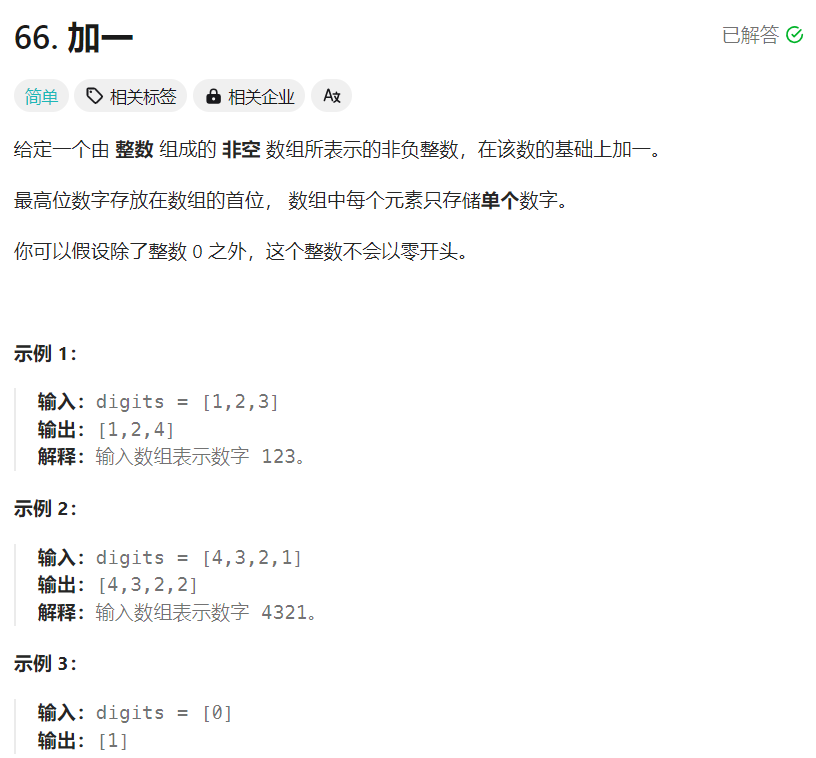 66. 加一
已解答
简单
相关标签
相关企业
给定一个由 整数 组成的 非空 数组所表示的非负整数，在该数的基础上加一。
最高位数字存放在数组的首位， 数组中每个元素只存储单个数字。
你可以假设除了整数 0 之外，这个整数不会以零开头。
示例 1：
输入：digits = [1,2,3]
输出：[1,2,4]
解释：输入数组表示数字 123。
示例 2：
输入：digits = [4,3,2,1]
输出：[4,3,2,2]
解释：输入数组表示数字 4321。
示例 3：
输入：digits = [0]
输出：[1]